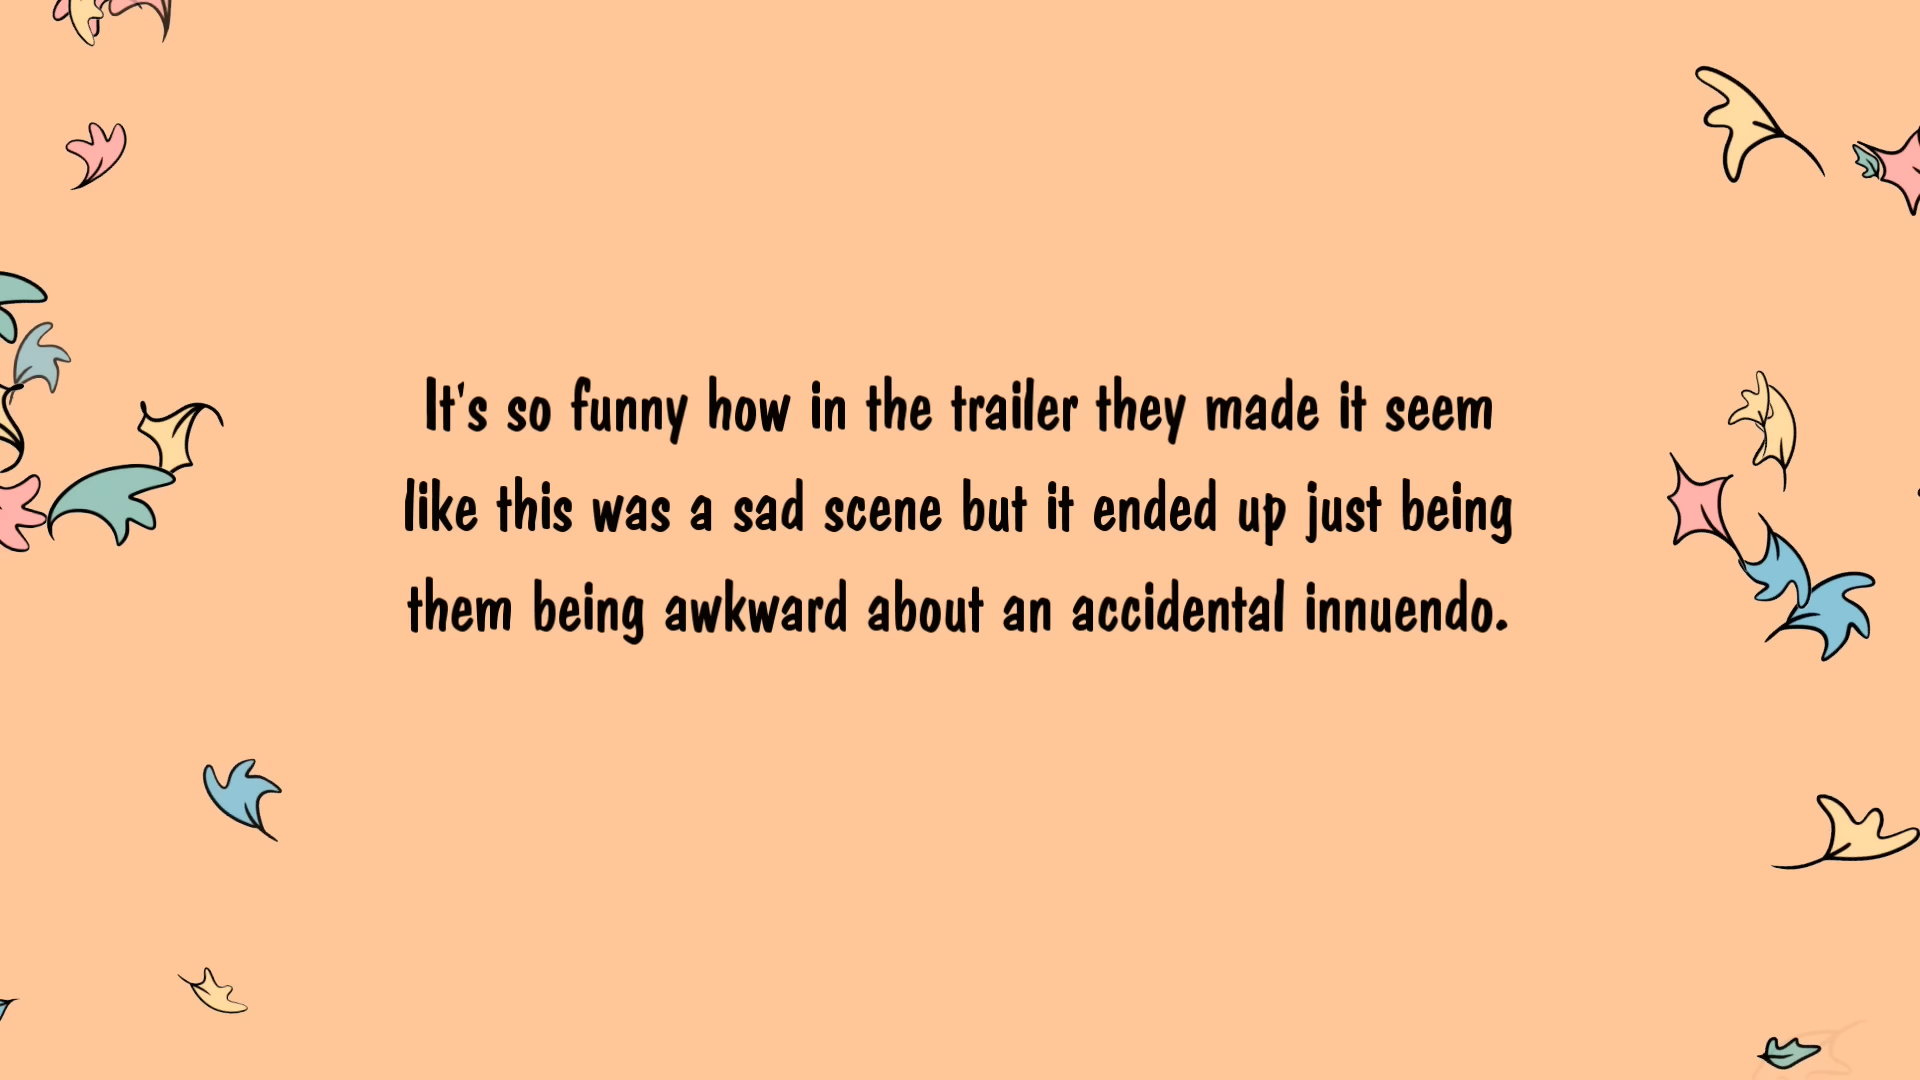 It's so funny how in the trailer they made it seem
like this was a sad scene but it ended up just being
them being awkward about an accidental innuendo.